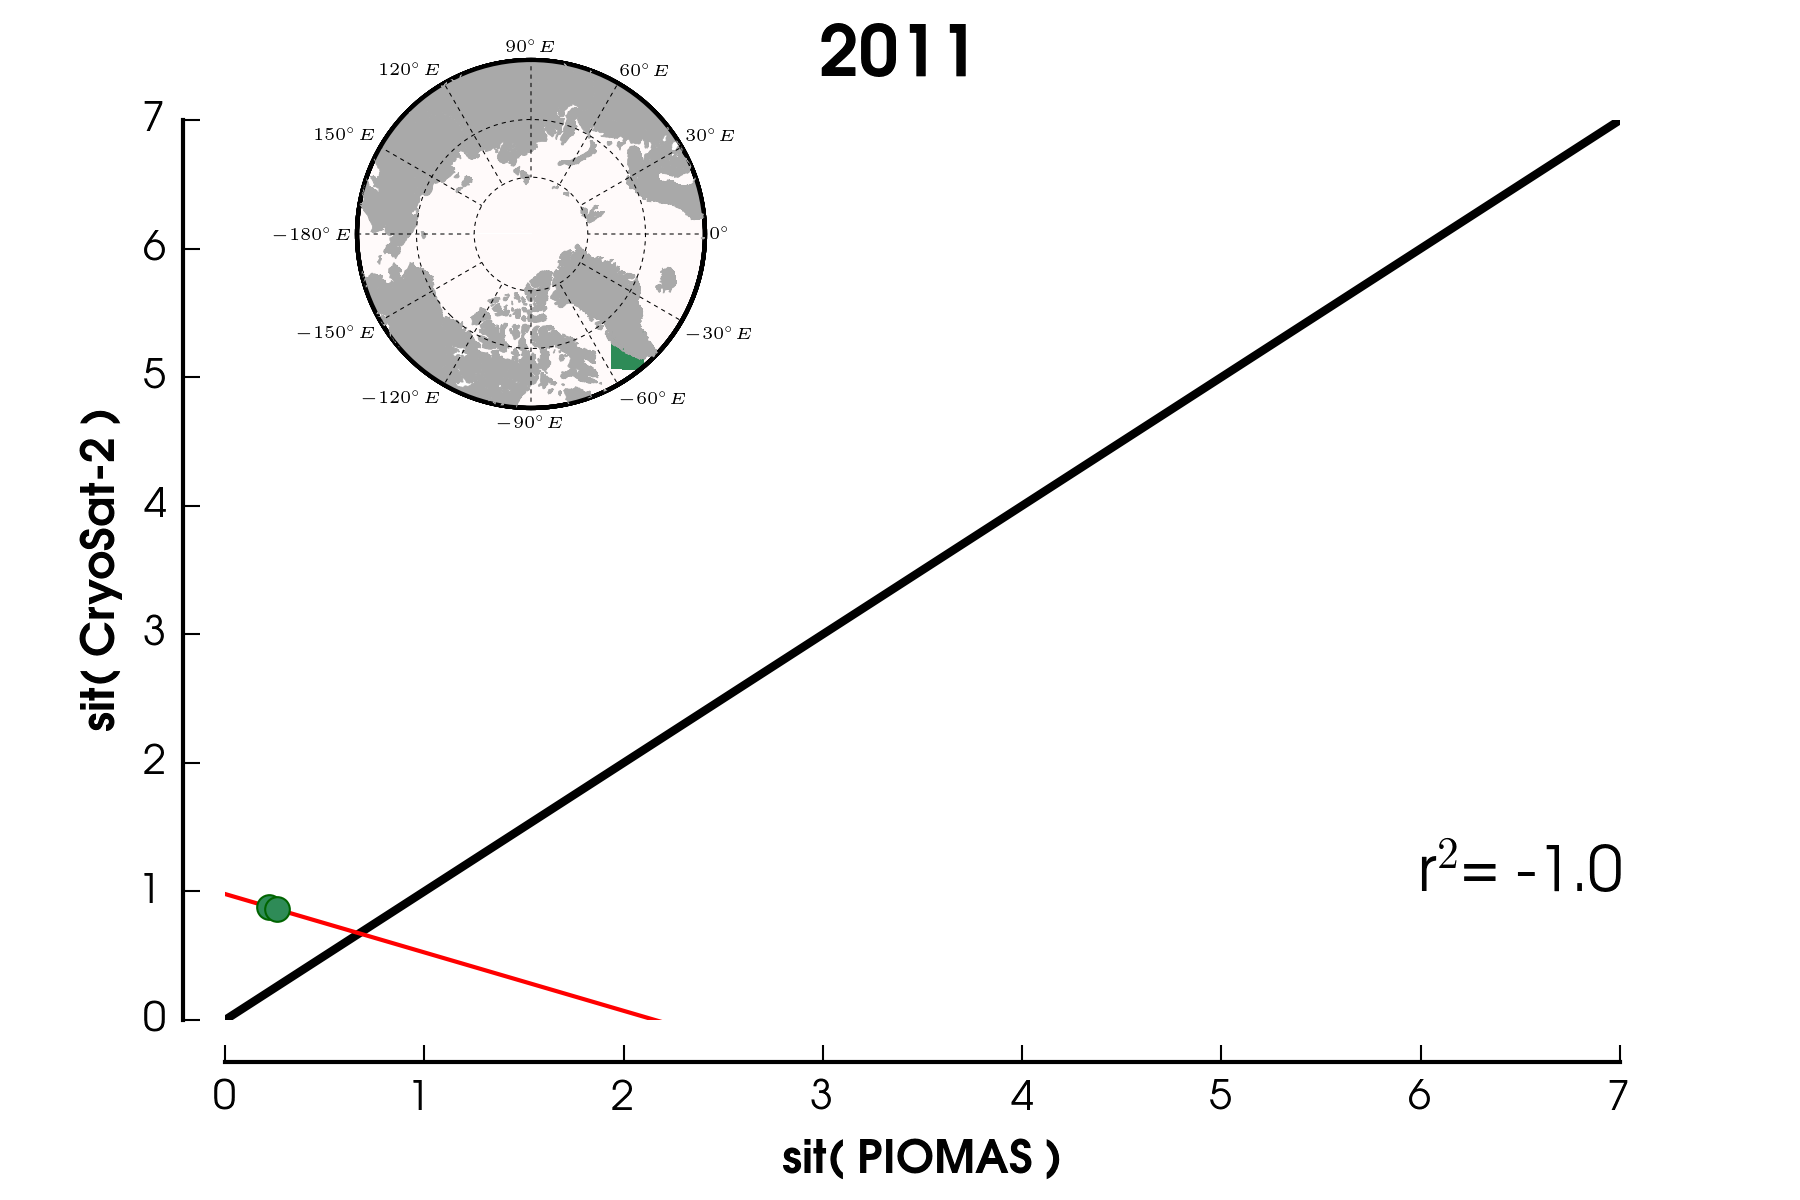 2011
90° E
120° E
60° E
150° E
30° E
−180° E
0°
−150° E
−30° E
−120° E
−60° E
−90° E
7
6
5
4
3
2
1
0
sit( CryoSat-2 )
r²= -1.0
0 1 2 3 4 5 6 7
sit( PIOMAS )